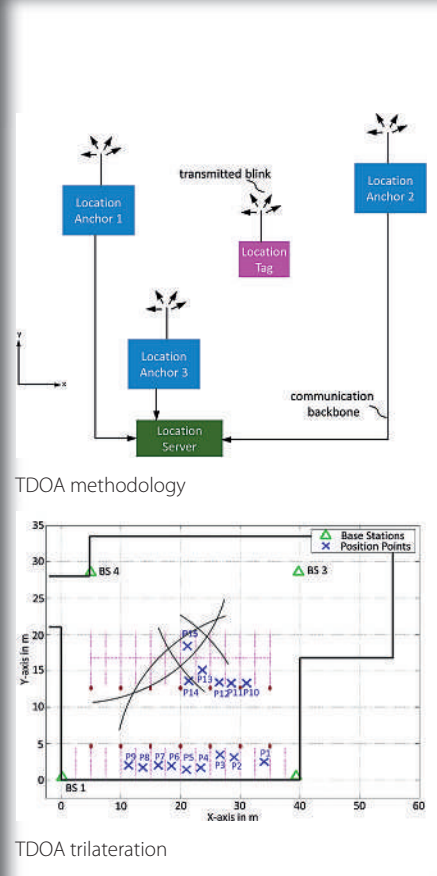 transmitted blink
Location
Anchor 1
Location
Anchor 2
Location
Tag
Location
Anchor 3
communication
backbone
Location
Server
Y
X
TDOA methodology
35
30
25
20
15
10
5
0
Y-axis in m
Base Stations
Position Points
BS 4
BS 3
P15
P13
P14
P12
P11
P10
P9
P8
P7
P6
P5
P4
P3
P2
P1
BS 1
0
10
20
30
40
50
60
X-axis in m
TDOA trilateration